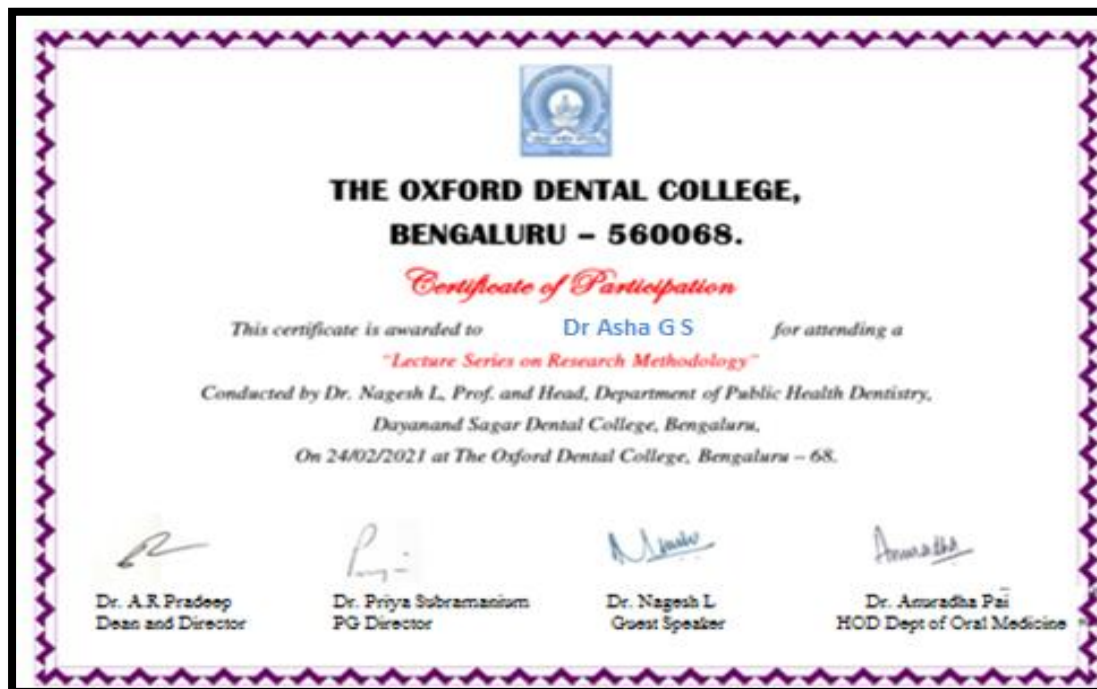 THE OXFORD DENTAL COLLEGE,
BENGALURU – 560068.
Certificate of Participation
This certificate is awarded to Dr Asha G S for attending a
"Lecture Series on Research Methodology"
Conducted by Dr. Nagesh L, Prof. and Head, Department of Public Health Dentistry,
Dayanand Sagar Dental College, Bengaluru,
On 24/02/2021 at The Oxford Dental College, Bengaluru – 68.
Anuradha
Dr. A.R Pradeep Dr. Priya Subramanium Dr. Nagesh L Dr. Anuradha Pai
Dean and Director PG Director Guest Speaker HOD Dept of Oral Medicine